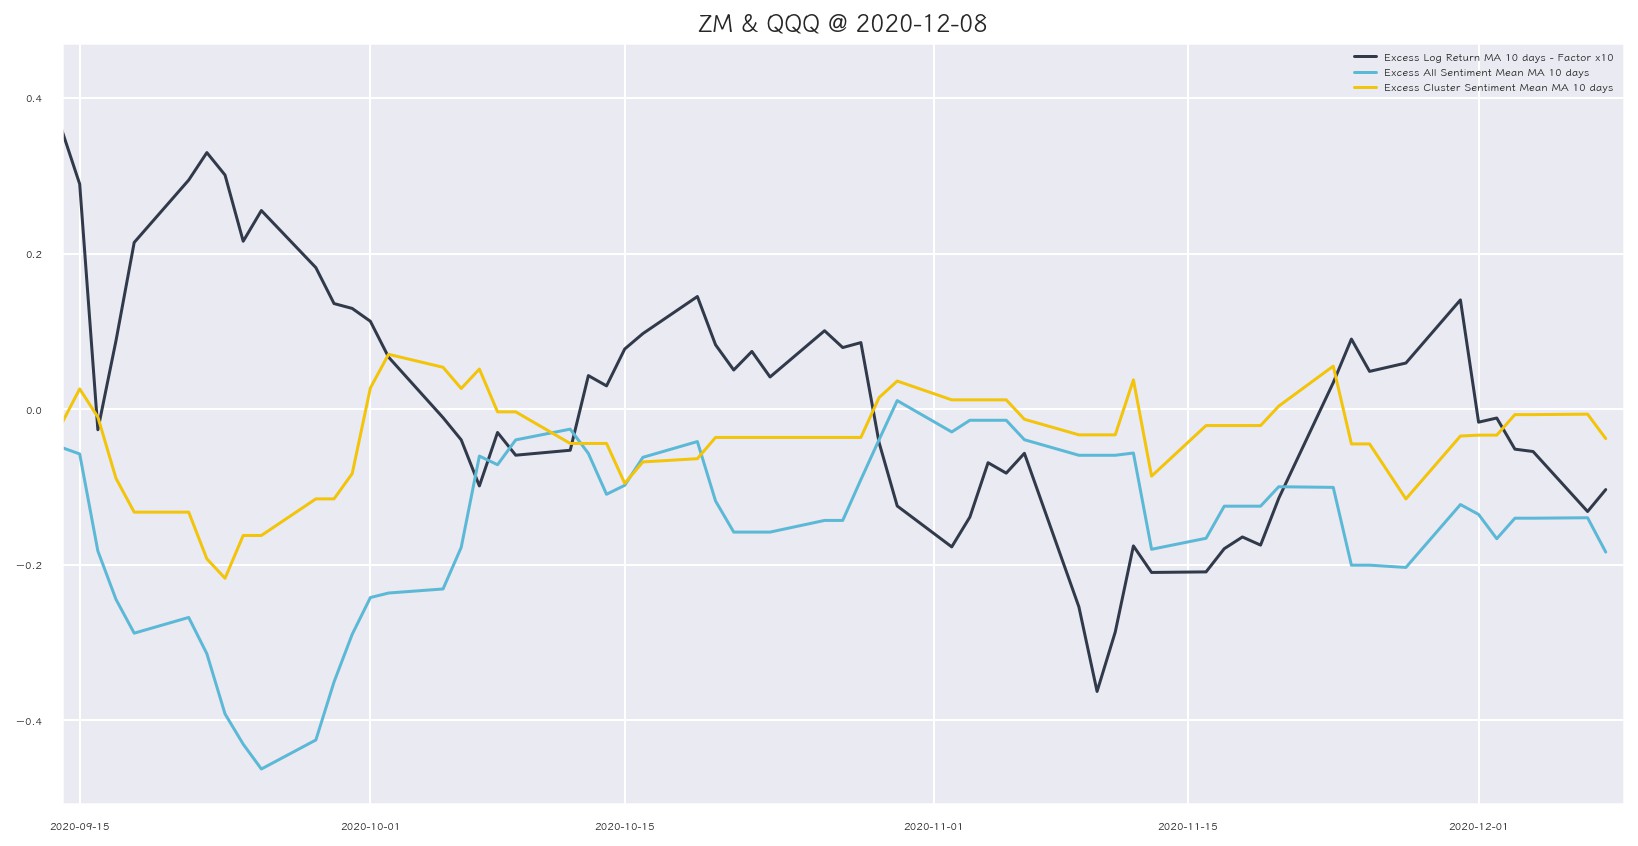 ZM & QQQ @ 2020-12-08
Excess Log Return MA 10 days - Factor x10
Excess All Sentiment Mean MA 10 days
Excess Cluster Sentiment Mean MA 10 days
0.4
0.2
0.0
−0.2
−0.4
2020-09-15
2020-10-01
2020-10-15
2020-11-01
2020-11-15
2020-12-01